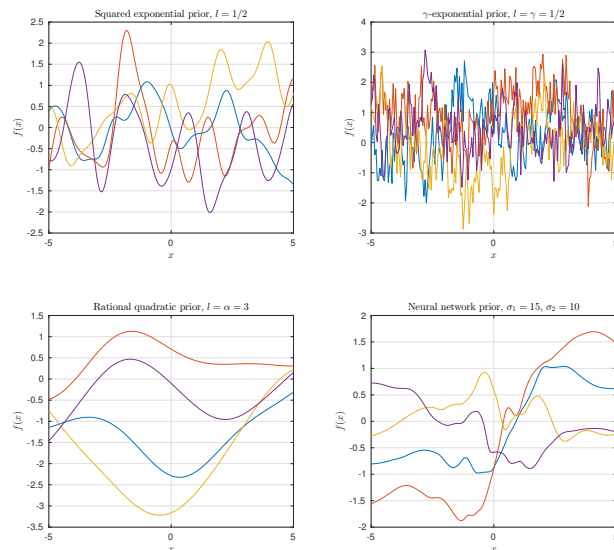 Squared exponential prior, l = 1/2
2.5
2
1.5
1
0.5
0
-0.5
-1
-1.5
-2
-2.5
f(x)
-5 0 5
x
γ-exponential prior, l = γ = 1/2
4
3
2
1
0
-1
-2
-3
f(x)
-5 0 5
x
Rational quadratic prior, l = α = 3
1.5
1
0.5
0
-0.5
-1
-1.5
-2
-2.5
-3
-3.5
f(x)
-5 0 5
x
Neural network prior, σ₁ = 15, σ₂ = 10
2
1.5
1
0.5
0
-0.5
-1
-1.5
-2
f(x)
-5 0 5
x